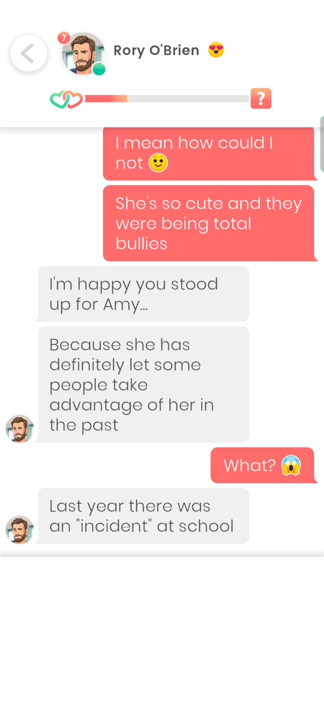 7
Rory O'Brien 😍
?
I mean how could I
not 🙂
She's so cute and they
were being total
bullies
I'm happy you stood
up for Amy...
Because she has
definitely let some
people take
advantage of her in
the past
What? 😱
Last year there was
an "incident" at school